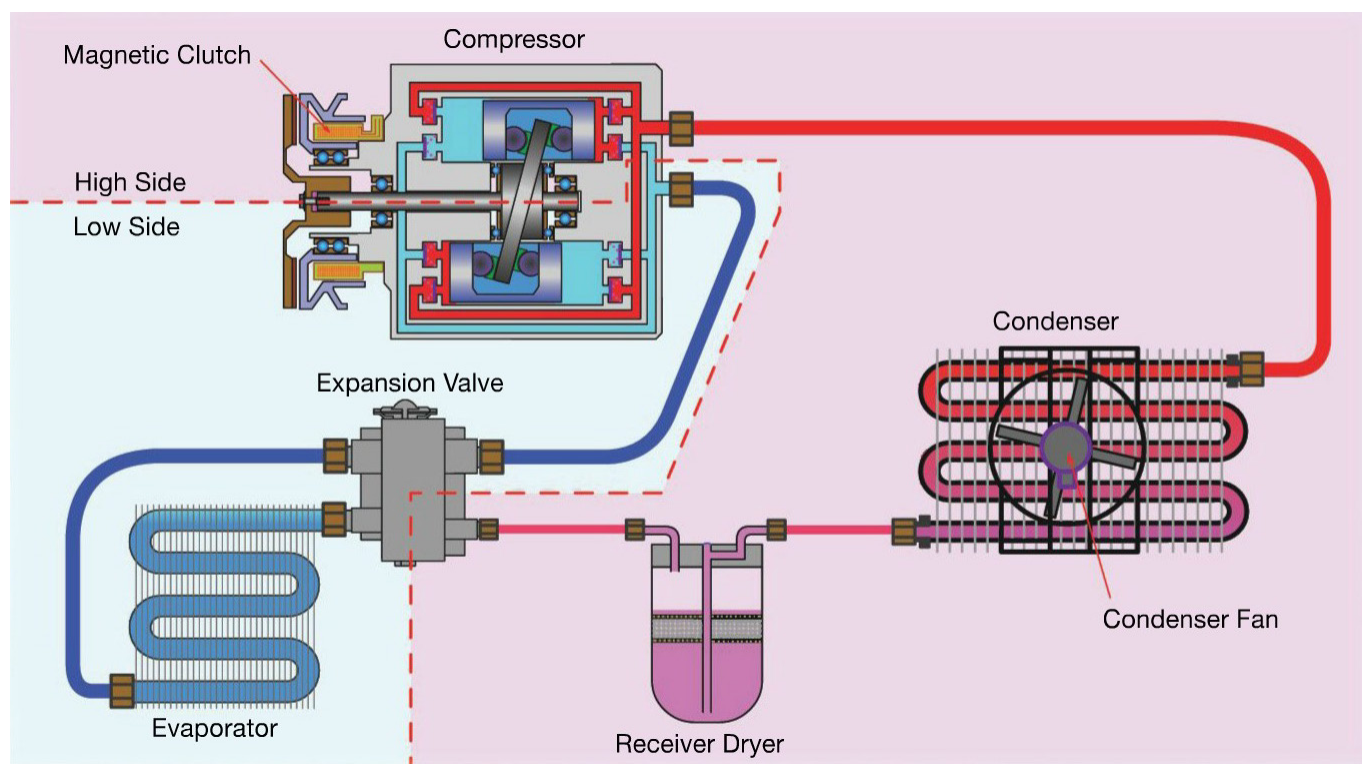 Compressor
Magnetic Clutch
High Side
Low Side
Condenser
Expansion Valve
Condenser Fan
Evaporator
Receiver Dryer